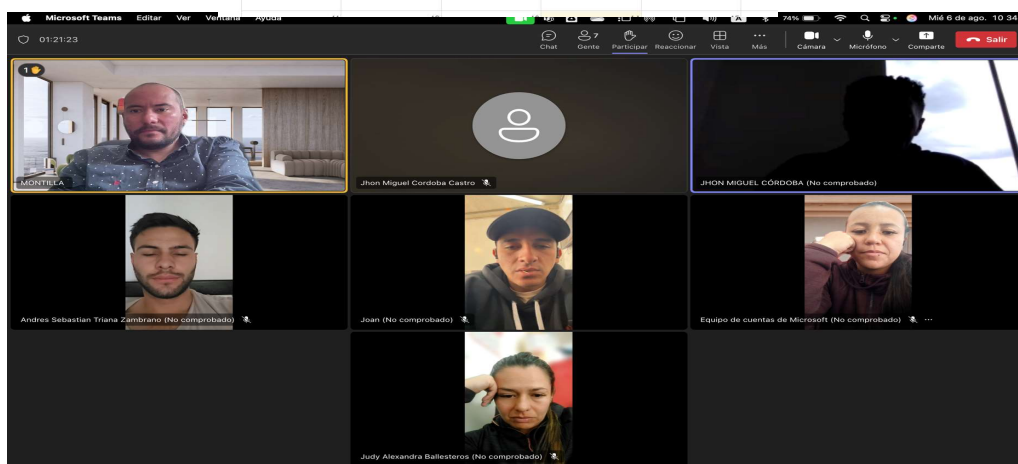 Microsoft Teams Editar Ver Ventana Ayuda 74% Mié 6 de ago. 10 34
01:21:23 Chat Gente 7 Participar Reaccionar Vista Más Cámara Micrófono Comparte Salir
1
MONTILLA Jhon Miguel Cordoba Castro JHON MIGUEL CÓRDOBA (No comprobado)
Andres Sebastian Triana Zambrano (No comprobado) Joan (No comprobado) Equipo de cuentas de Microsoft (No comprobado) ...
Judy Alexandra Ballesteros (No comprobado)